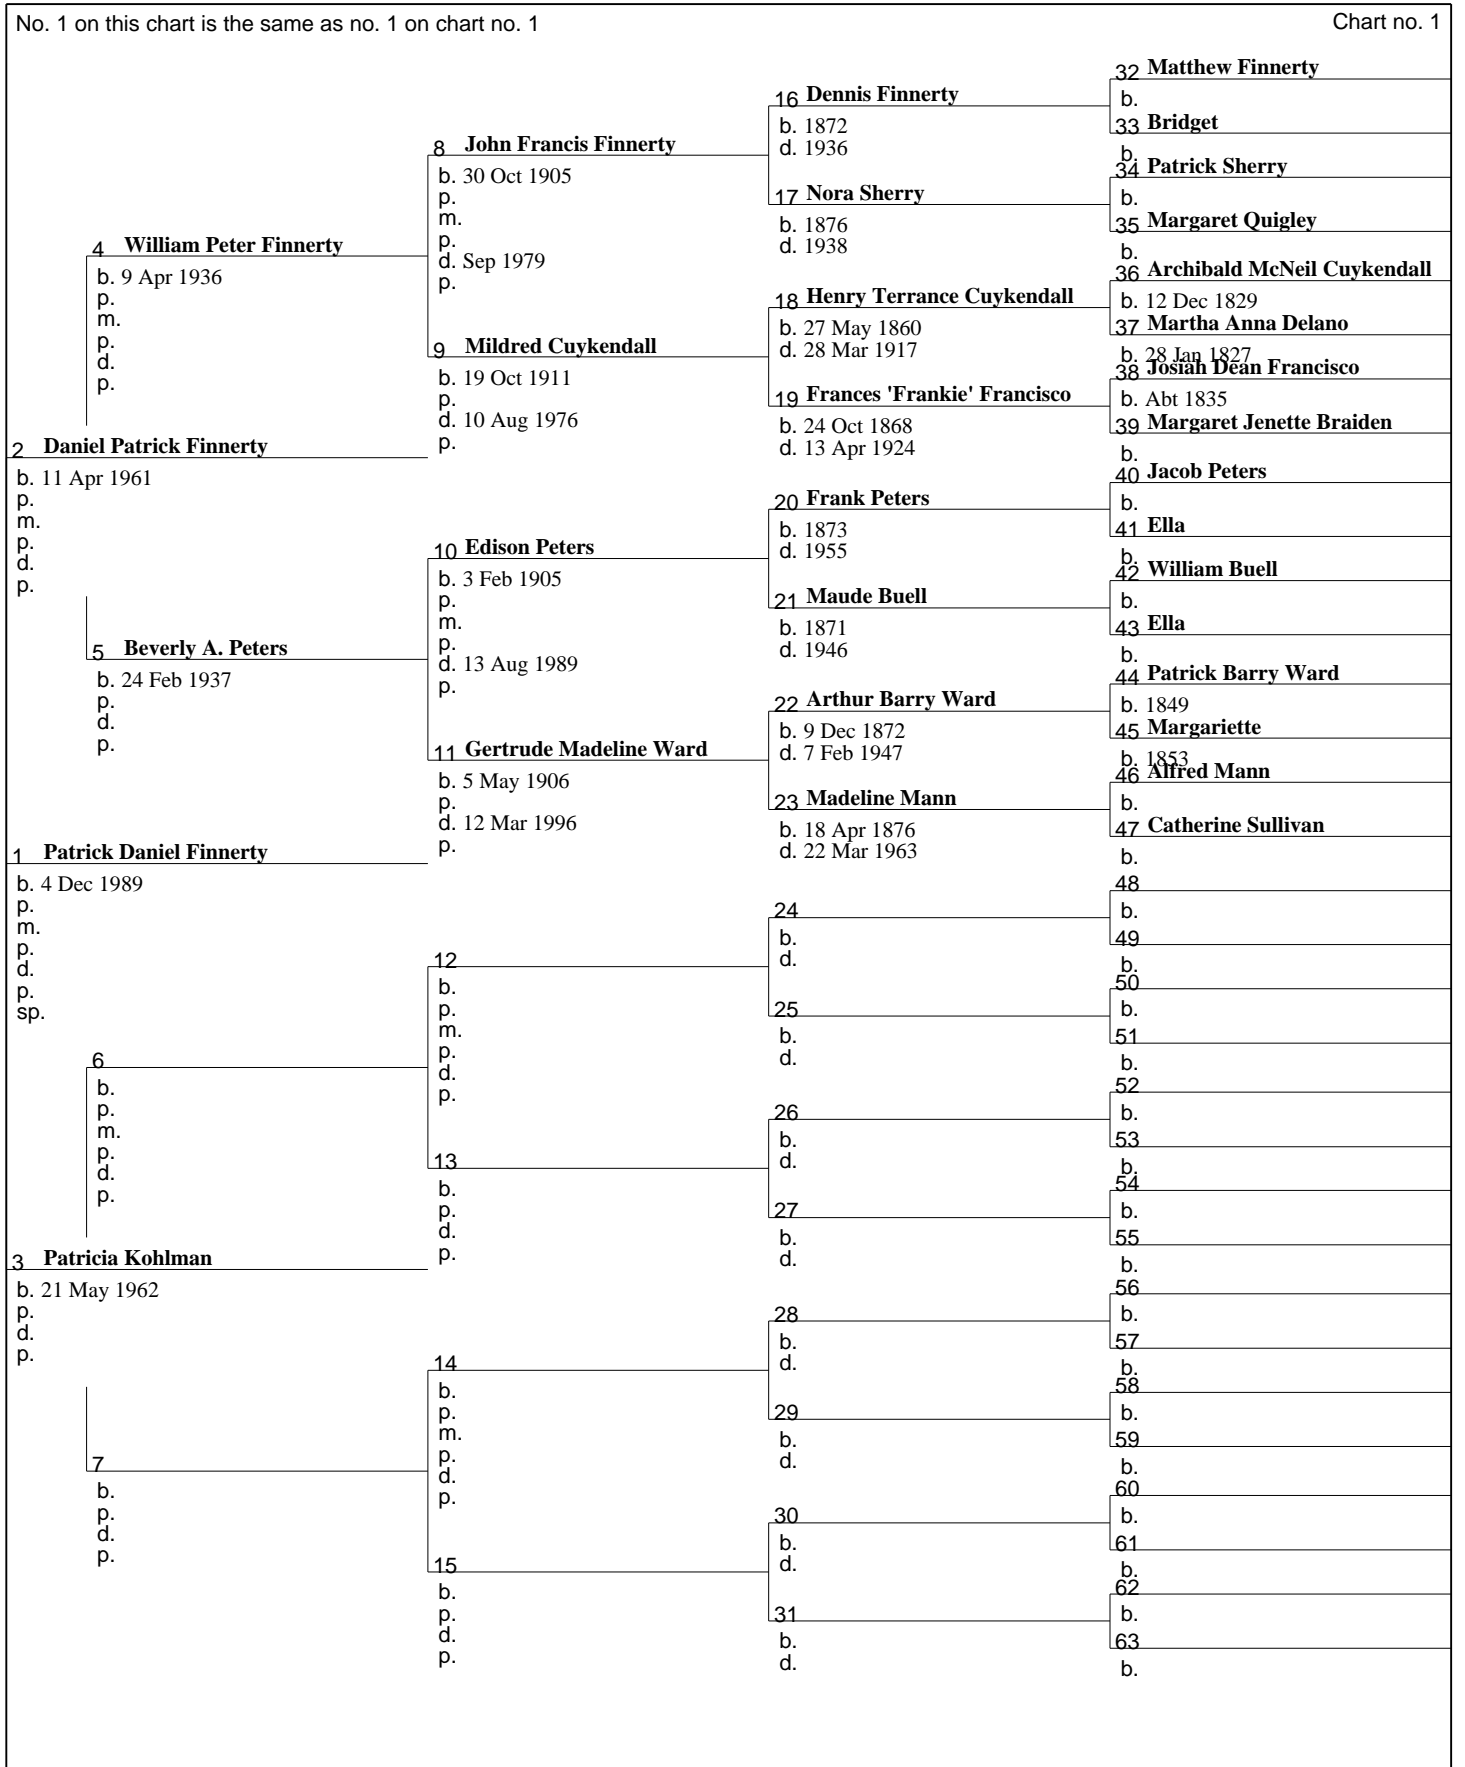 No. 1 on this chart is the same as no. 1 on chart no. 1
Chart no. 1
1 Patrick Daniel Finnerty
b. 4 Dec 1989
p.
m.
p.
d.
p.
sp.
2 Daniel Patrick Finnerty
b. 11 Apr 1961
p.
m.
p.
d.
p.
3 Patricia Kohlman
b. 21 May 1962
p.
d.
p.
4 William Peter Finnerty
b. 9 Apr 1936
p.
m.
p.
d.
p.
5 Beverly A. Peters
b. 24 Feb 1937
p.
d.
p.
6
b.
p.
m.
p.
d.
p.
7
b.
p.
d.
p.
8 John Francis Finnerty
b. 30 Oct 1905
p.
m.
p.
d. Sep 1979
p.
9 Mildred Cuykendall
b. 19 Oct 1911
p.
d. 10 Aug 1976
p.
10 Edison Peters
b. 3 Feb 1905
p.
m.
p.
d. 13 Aug 1989
p.
11 Gertrude Madeline Ward
b. 5 May 1906
p.
d. 12 Mar 1996
p.
12
b.
p.
m.
p.
d.
p.
13
b.
p.
d.
p.
14
b.
p.
m.
p.
d.
p.
15
b.
p.
d.
p.
16 Dennis Finnerty
b. 1872
d. 1936
17 Nora Sherry
b. 1876
d. 1938
18 Henry Terrance Cuykendall
b. 27 May 1860
d. 28 Mar 1917
19 Frances 'Frankie' Francisco
b. 24 Oct 1868
d. 13 Apr 1924
20 Frank Peters
b. 1873
d. 1955
21 Maude Buell
b. 1871
d. 1946
22 Arthur Barry Ward
b. 9 Dec 1872
d. 7 Feb 1947
23 Madeline Mann
b. 18 Apr 1876
d. 22 Mar 1963
24
b.
d.
25
b.
d.
26
b.
d.
27
b.
d.
28
b.
d.
29
b.
d.
30
b.
d.
31
b.
d.
32 Matthew Finnerty
b.
33 Bridget
b.
34 Patrick Sherry
b.
35 Margaret Quigley
b.
36 Archibald McNeil Cuykendall
b. 12 Dec 1829
37 Martha Anna Delano
b. 28 Jan 1827
38 Josiah Dean Francisco
b. Abt 1835
39 Margaret Jenette Braiden
b.
40 Jacob Peters
b.
41 Ella
b.
42 William Buell
b.
43 Ella
b.
44 Patrick Barry Ward
b. 1849
45 Margariette
b. 1853
46 Alfred Mann
b.
47 Catherine Sullivan
b.
48
b.
49
b.
50
b.
51
b.
52
b.
53
b.
54
b.
55
b.
56
b.
57
b.
58
b.
59
b.
60
b.
61
b.
62
b.
63
b.